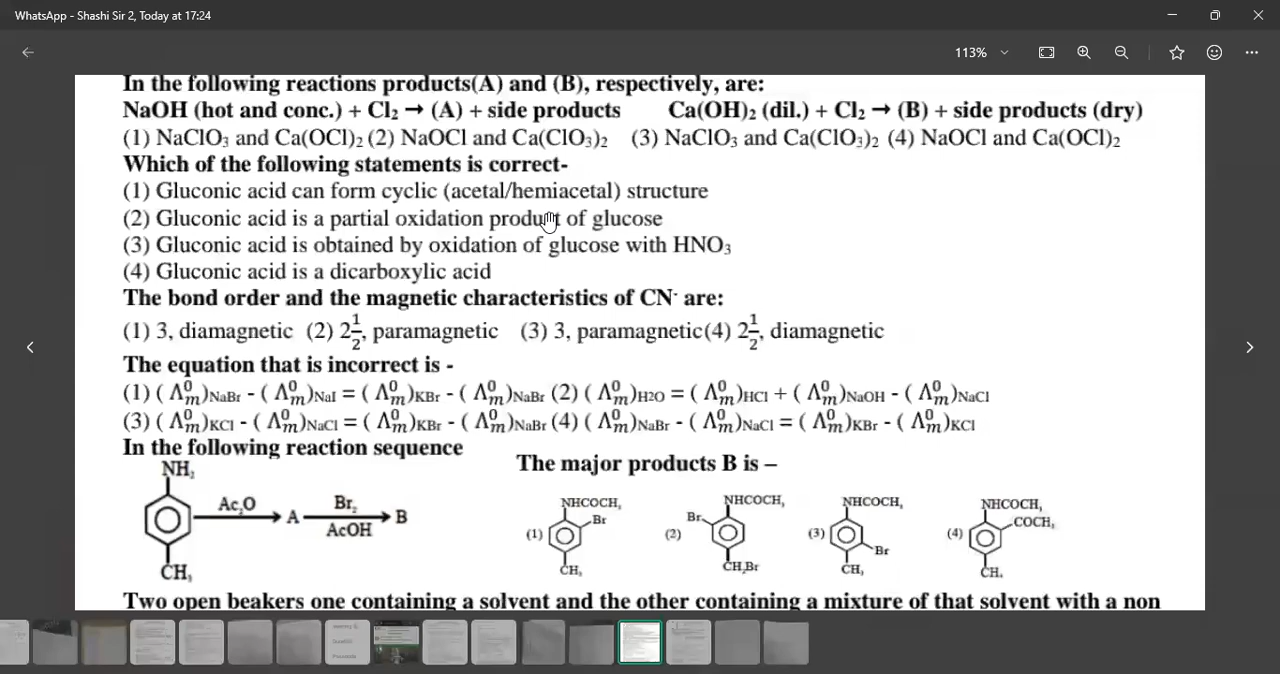 WhatsApp - Shashi Sir 2, Today at 17:24
113%
In the following reactions products(A) and (B), respectively, are:
NaOH (hot and conc.) + Cl₂ → (A) + side products Ca(OH)₂ (dil.) + Cl₂ → (B) + side products (dry)
(1) NaClO₃ and Ca(OCl)₂ (2) NaOCl and Ca(ClO₃)₂ (3) NaClO₃ and Ca(ClO₃)₂ (4) NaOCl and Ca(OCl)₂
Which of the following statements is correct-
(1) Gluconic acid can form cyclic (acetal/hemiacetal) structure
(2) Gluconic acid is a partial oxidation product of glucose
(3) Gluconic acid is obtained by oxidation of glucose with HNO₃
(4) Gluconic acid is a dicarboxylic acid
The bond order and the magnetic characteristics of CN⁻ are:
(1) 3, diamagnetic (2) 2½, paramagnetic (3) 3, paramagnetic(4) 2½, diamagnetic
The equation that is incorrect is -
(1) ( Λ⁰m)NaBr - ( Λ⁰m)NaI = ( Λ⁰m)KBr - ( Λ⁰m)NaBr (2) ( Λ⁰m)H2O = ( Λ⁰m)HCl + ( Λ⁰m)NaOH - ( Λ⁰m)NaCl
(3) ( Λ⁰m)KCl - ( Λ⁰m)NaCl = ( Λ⁰m)KBr - ( Λ⁰m)NaBr (4) ( Λ⁰m)NaBr - ( Λ⁰m)NaCl = ( Λ⁰m)KBr - ( Λ⁰m)KCl
In the following reaction sequence
The major products B is –
NH₂
Ac₂O A Br₂ AcOH B
CH₃
(1) NHCOCH₃ Br CH₃
(2) NHCOCH₃ Br CH₂Br
(3) NHCOCH₃ Br CH₃
(4) NHCOCH₃ COCH₃ CH₃
Two open beakers one containing a solvent and the other containing a mixture of that solvent with a non